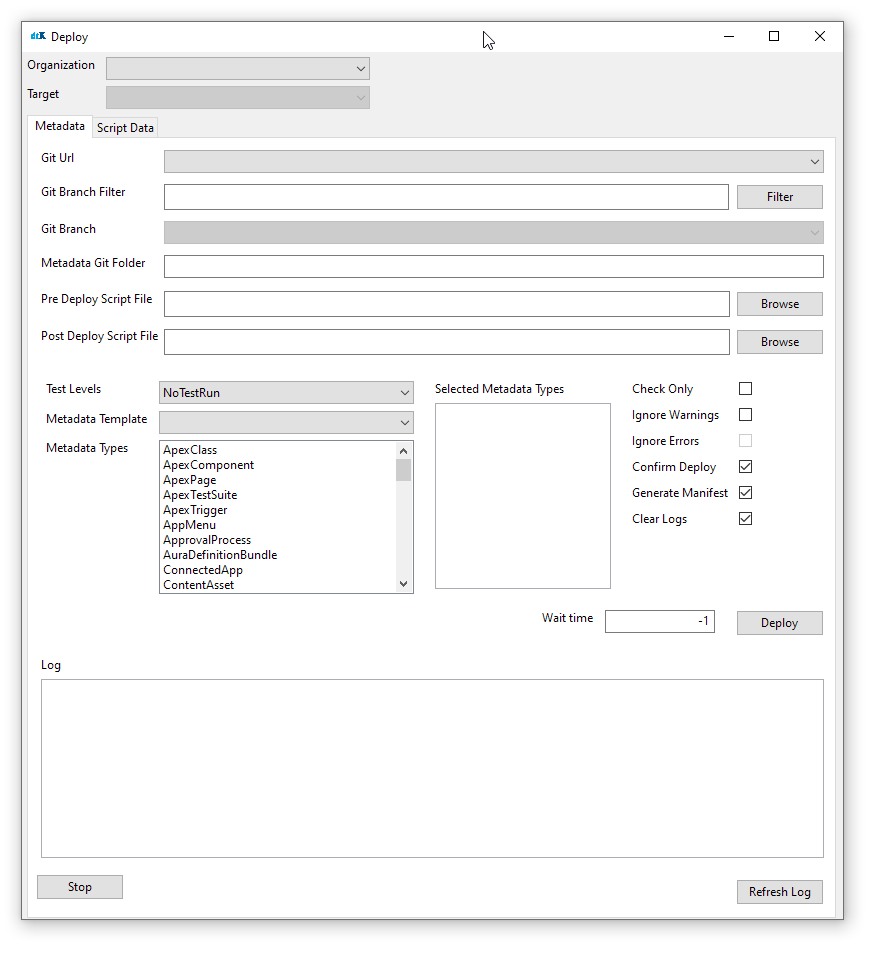 dtX Deploy
Organization
Target
Metadata Script Data
Git Url
Git Branch Filter Filter
Git Branch
Metadata Git Folder
Pre Deploy Script File Browse
Post Deploy Script File Browse
Test Levels NoTestRun Selected Metadata Types Check Only
Metadata Template Ignore Warnings
Metadata Types Ignore Errors
ApexClass
ApexComponent Confirm Deploy
ApexPage
ApexTestSuite Generate Manifest
ApexTrigger
AppMenu Clear Logs
ApprovalProcess
AuraDefinitionBundle
ConnectedApp
ContentAsset
Wait time -1 Deploy
Log
Stop Refresh Log